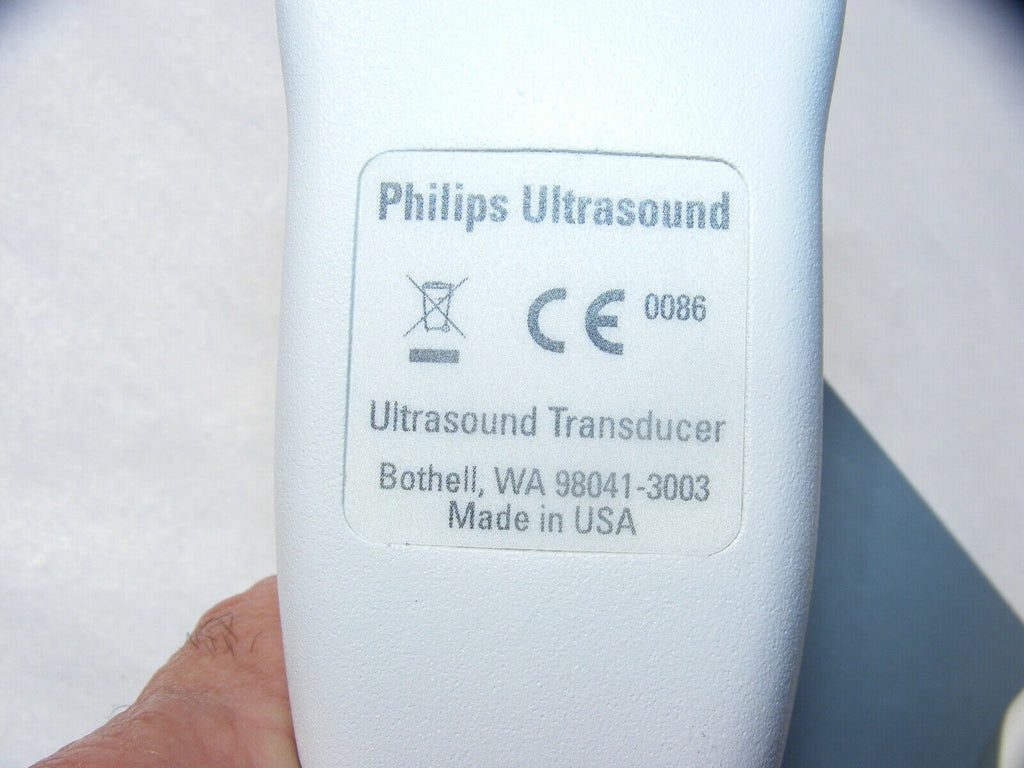 Philips Ultrasound
CE 0086
Ultrasound Transducer
Bothell, WA 98041-3003
Made in USA